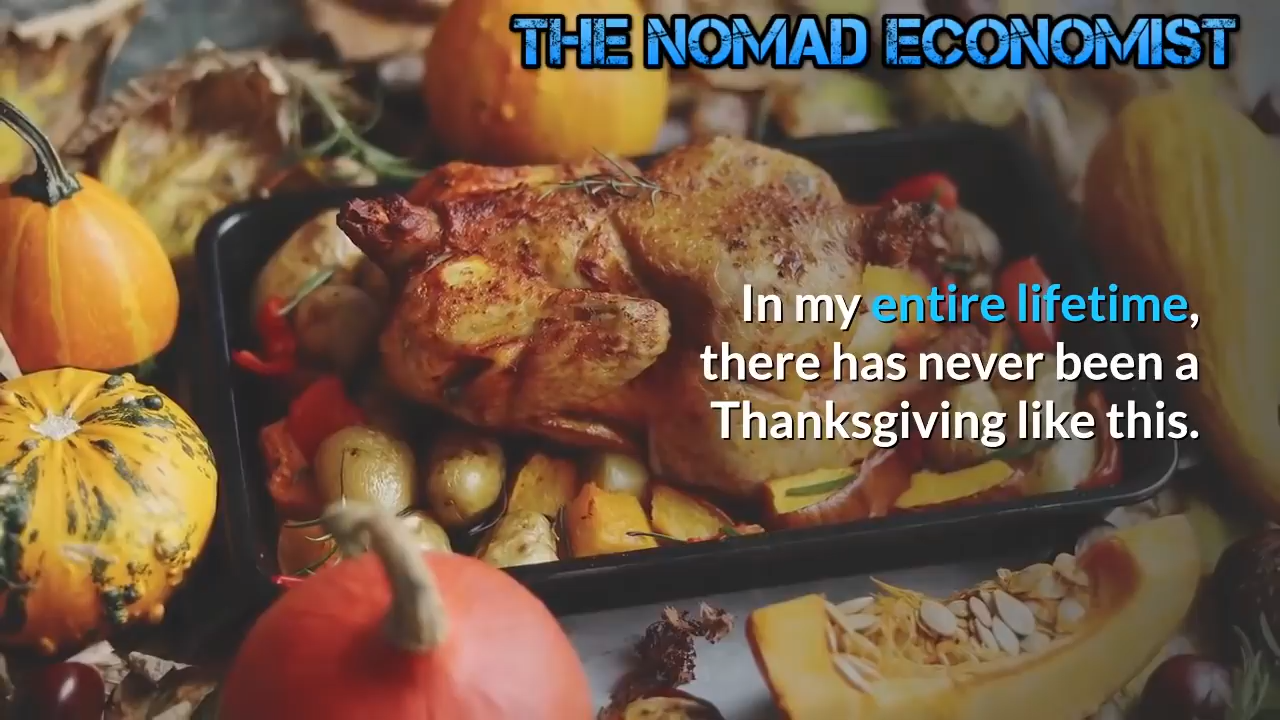 THE NOMAD ECONOMIST
In my entire lifetime,
there has never been a
Thanksgiving like this.